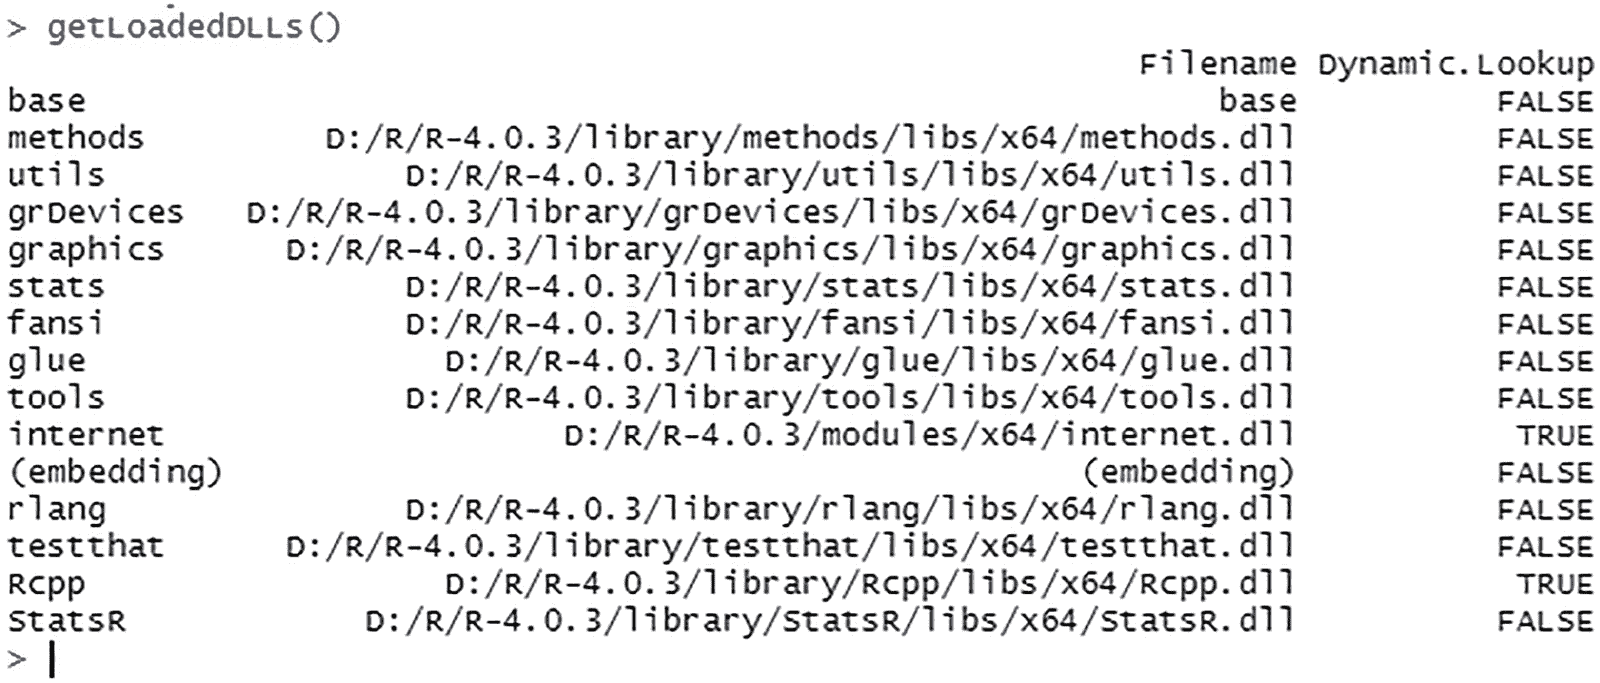 > getLoadedDLLs()
Filename Dynamic.Lookup
base base FALSE
methods D:/R/R-4.0.3/library/methods/libs/x64/methods.dll FALSE
utils D:/R/R-4.0.3/library/utils/libs/x64/utils.dll FALSE
grDevices D:/R/R-4.0.3/library/grDevices/libs/x64/grDevices.dll FALSE
graphics D:/R/R-4.0.3/library/graphics/libs/x64/graphics.dll FALSE
stats D:/R/R-4.0.3/library/stats/libs/x64/stats.dll FALSE
fansi D:/R/R-4.0.3/library/fansi/libs/x64/fansi.dll FALSE
glue D:/R/R-4.0.3/library/glue/libs/x64/glue.dll FALSE
tools D:/R/R-4.0.3/library/tools/libs/x64/tools.dll FALSE
internet D:/R/R-4.0.3/modules/x64/internet.dll TRUE
(embedding) (embedding) FALSE
rlang D:/R/R-4.0.3/library/rlang/libs/x64/rlang.dll FALSE
testthat D:/R/R-4.0.3/library/testthat/libs/x64/testthat.dll FALSE
Rcpp D:/R/R-4.0.3/library/Rcpp/libs/x64/Rcpp.dll TRUE
StatsR D:/R/R-4.0.3/library/StatsR/libs/x64/StatsR.dll FALSE
>